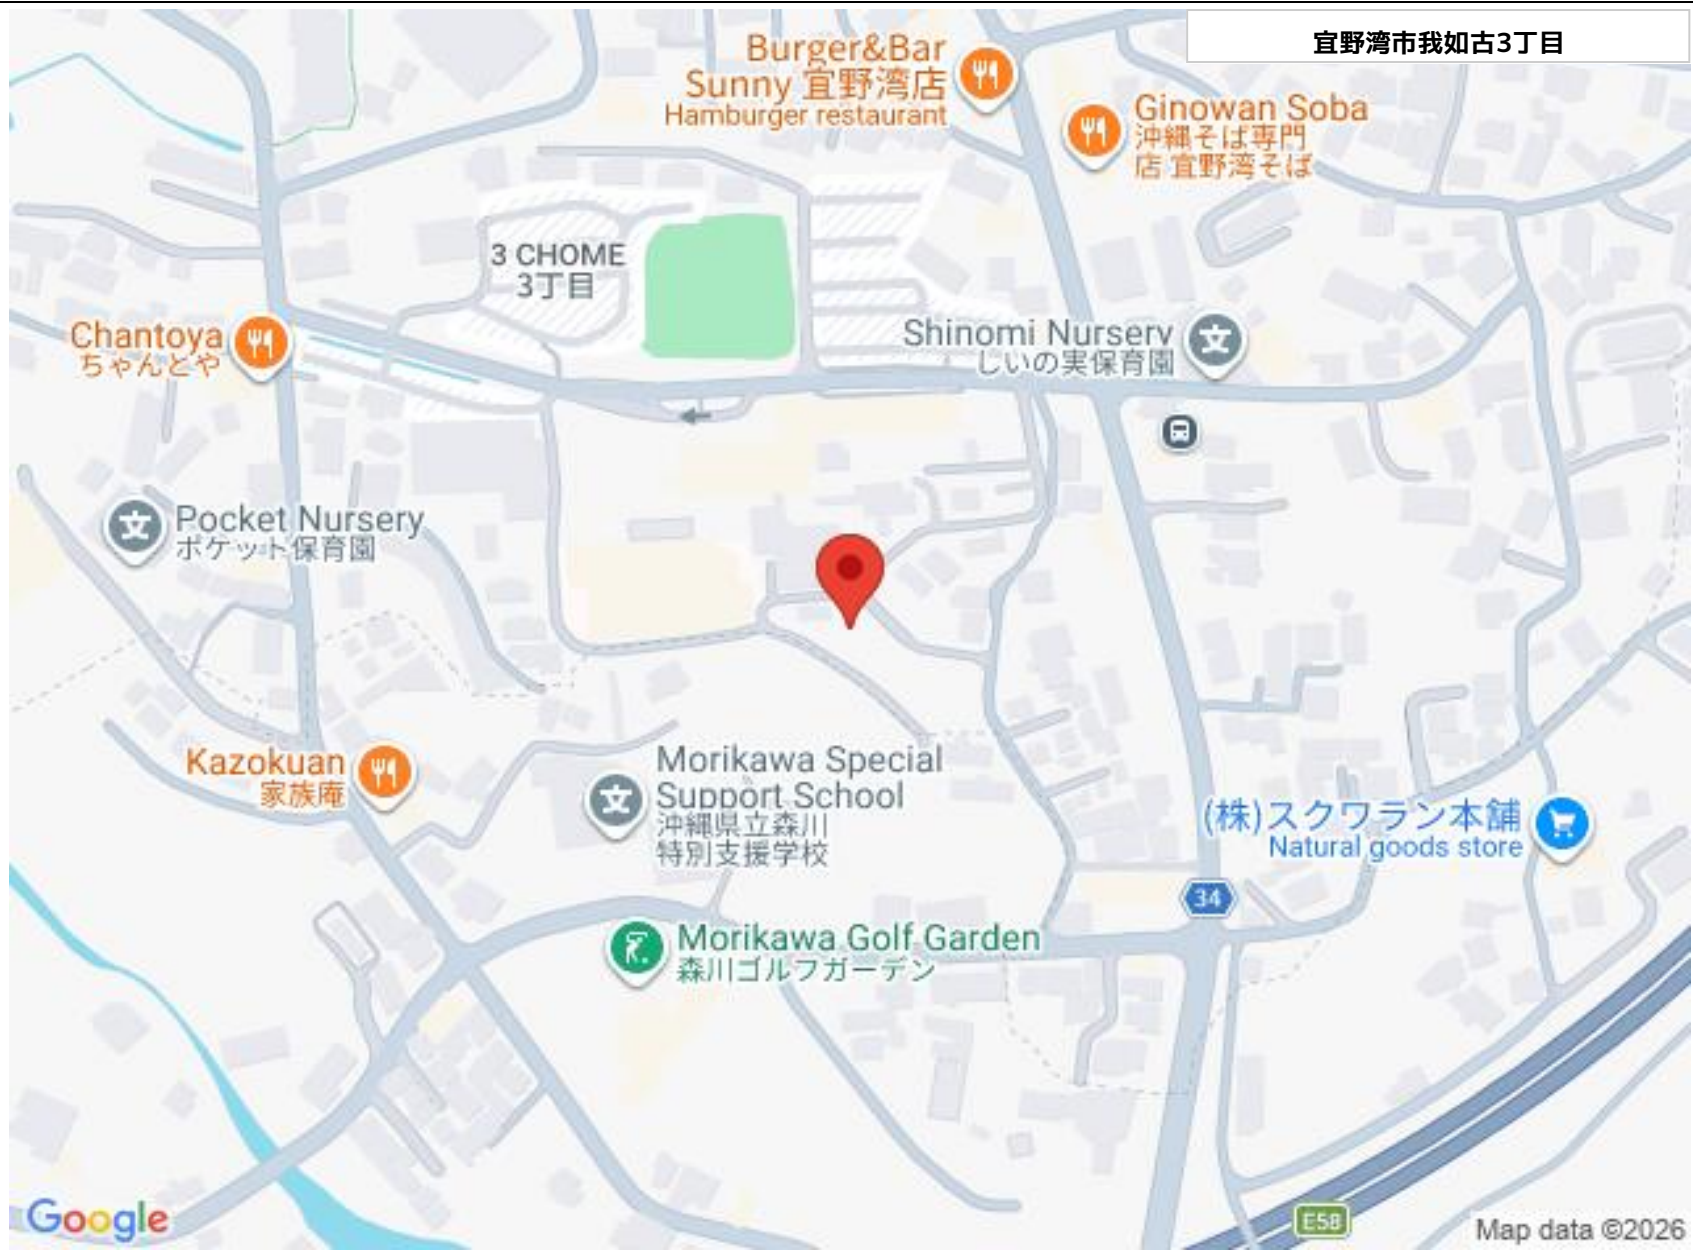 宜野湾市我如古3丁目
Burger&Bar
Sunny 宜野湾店
Hamburger restaurant
Ginowan Soba
沖縄そば専門
店 宜野湾そば
3 CHOME
3丁目
Chantoya
ちゃんとや
Shinomi Nursery
しいの実保育園
Pocket Nursery
ポケット保育園
Kazokuan
家族庵
Morikawa Special
Support School
沖縄県立森川
特別支援学校
(株)スクワラン本舗
Natural goods store
34
Morikawa Golf Garden
森川ゴルフガーデン
Google
E58
Map data ©2026